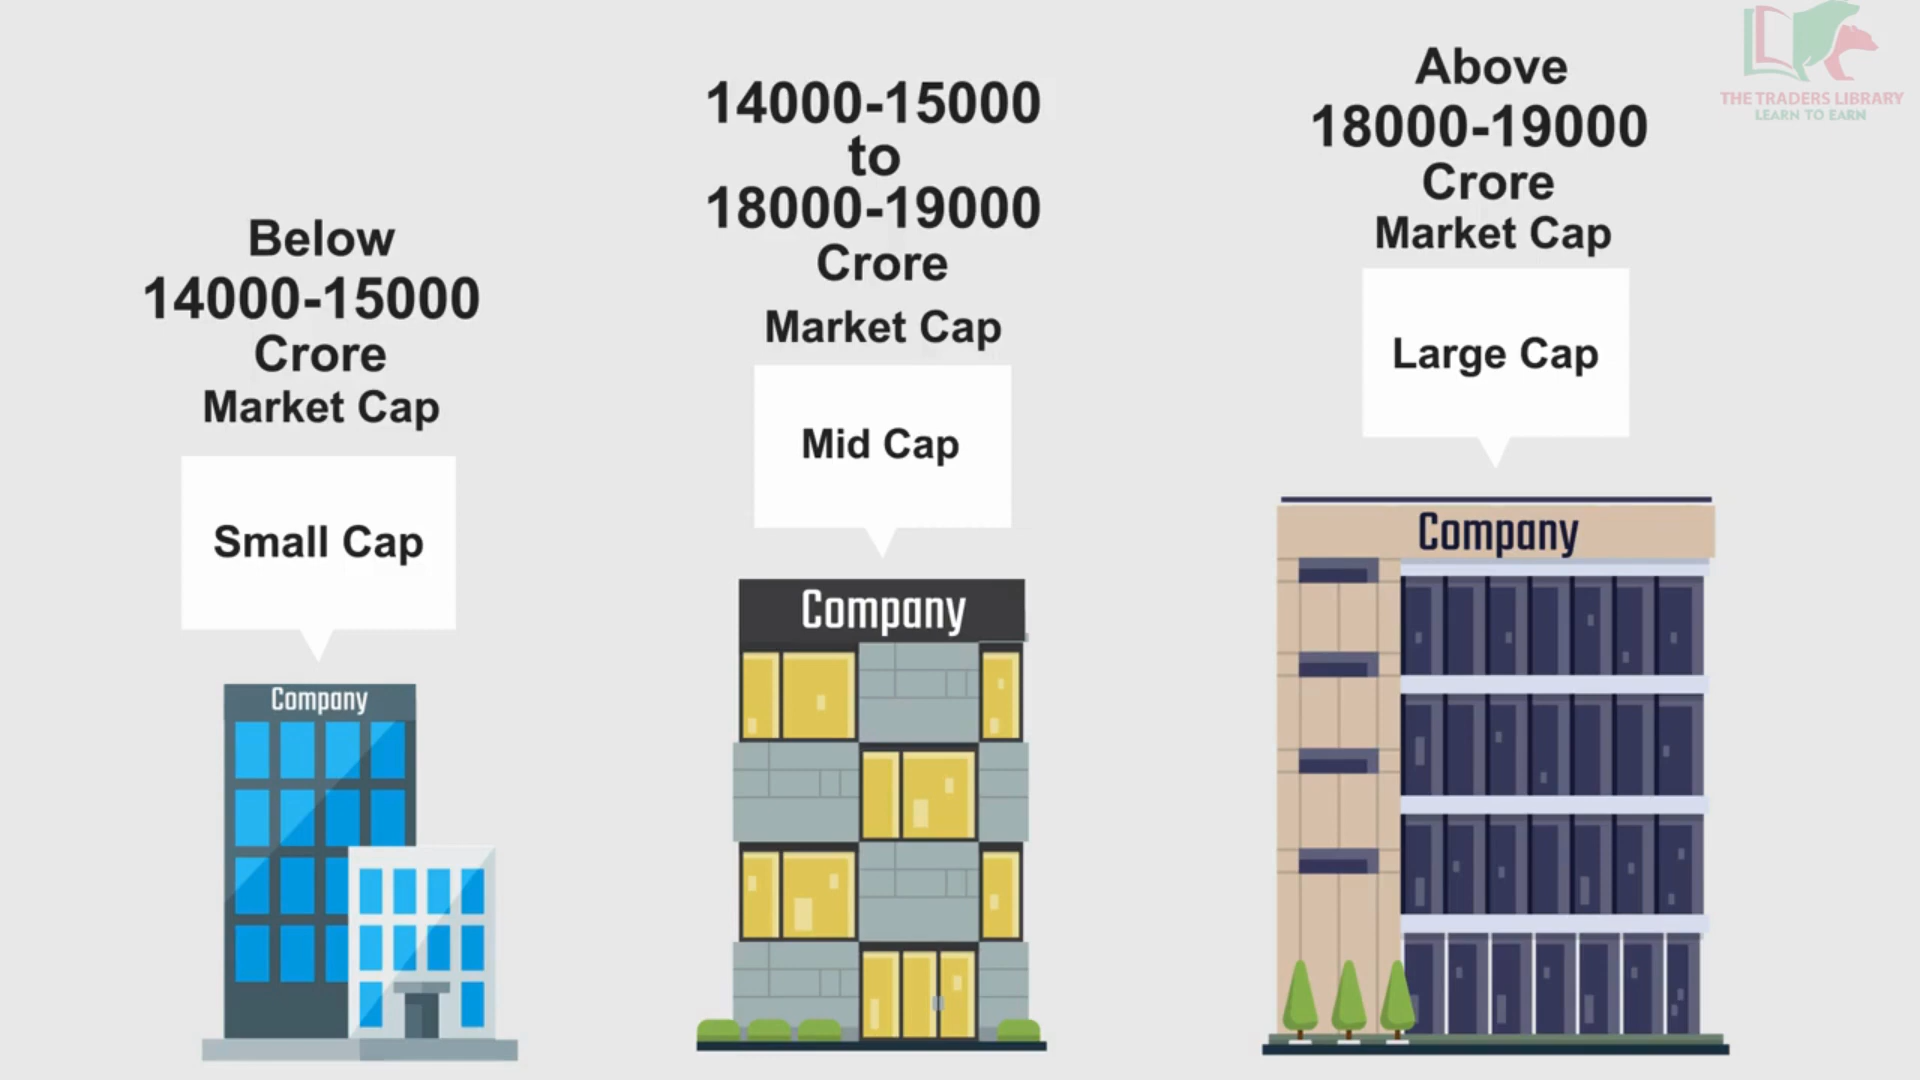 Below
14000-15000
Crore
Market Cap
Small Cap
Company
14000-15000
to
18000-19000
Crore
Market Cap
Mid Cap
Company
Above
18000-19000
Crore
Market Cap
Large Cap
Company
THE TRADERS LIBRARY
LEARN TO EARN